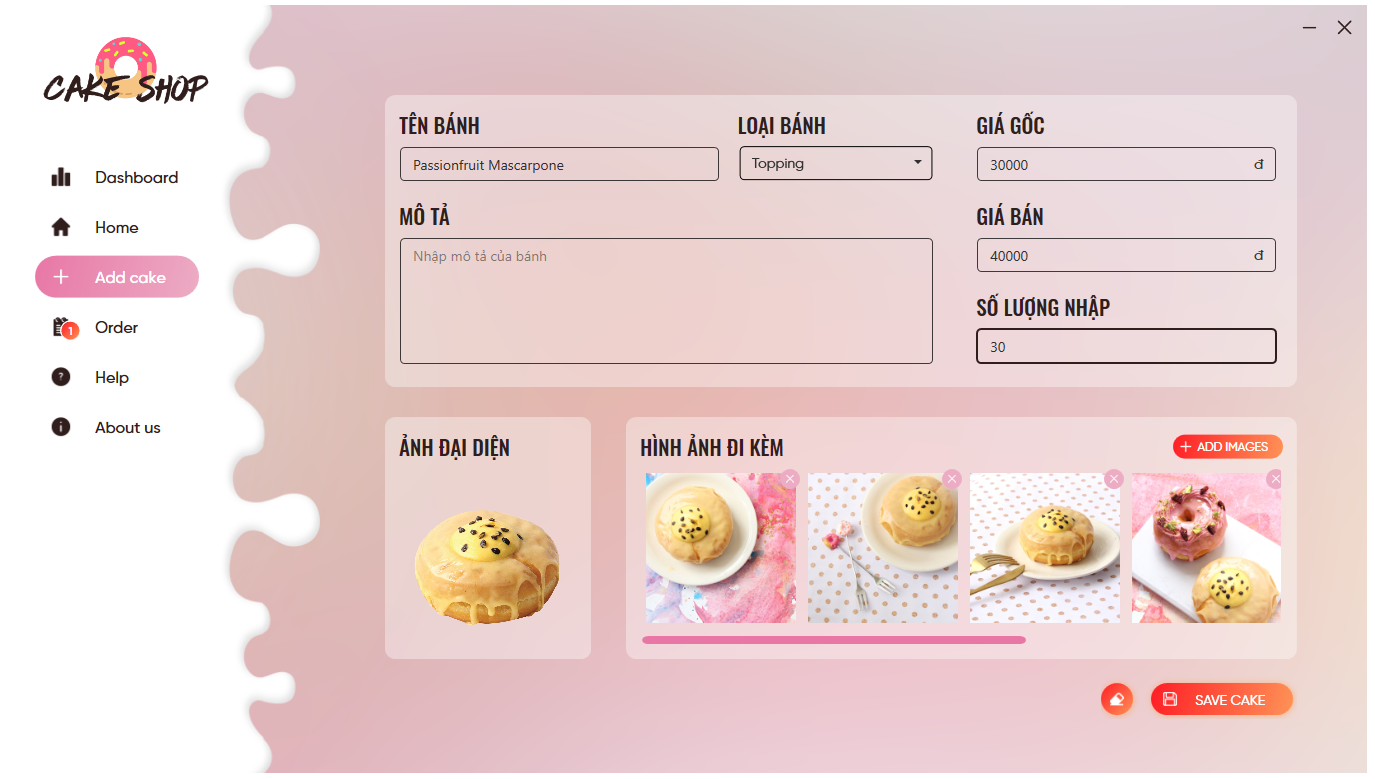 CAKE SHOP
Dashboard
Home
Add cake
1
Order
Help
About us
TÊN BÁNH
Passionfruit Mascarpone
LOẠI BÁNH
Topping
GIÁ GỐC
30000 đ
MÔ TẢ
Nhập mô tả của bánh
GIÁ BÁN
40000 đ
SỐ LƯỢNG NHẬP
30
ẢNH ĐẠI DIỆN
HÌNH ẢNH ĐI KÈM
ADD IMAGES
SAVE CAKE